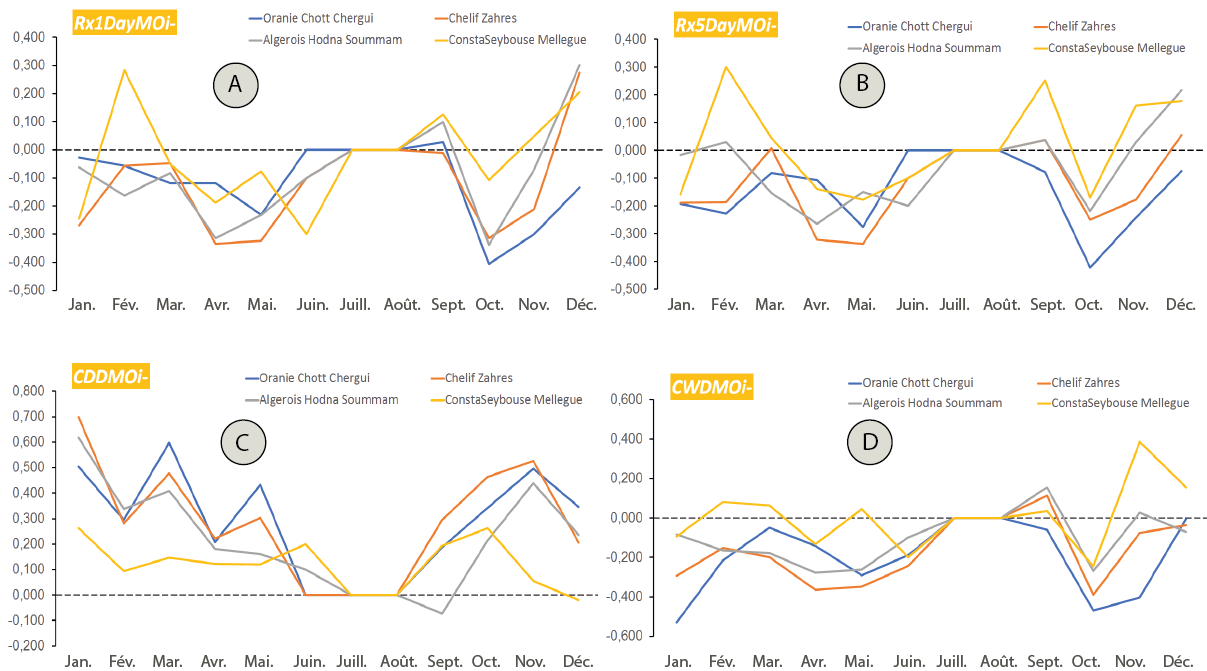 Rx1DayMOi-
Oranie Chott Chergui
Chelif Zahres
Algerois Hodna Soummam
ConstaSeybouse Mellegue
A
0,400
0,300
0,200
0,100
0,000
-0,100
-0,200
-0,300
-0,400
-0,500
Jan. Fév. Mar. Avr. Mai. Juin. Juill. Août. Sept. Oct. Nov. Déc.
Rx5DayMOi-
Oranie Chott Chergui
Chelif Zahres
Algerois Hodna Soummam
ConstaSeybouse Mellegue
B
0,400
0,300
0,200
0,100
0,000
-0,100
-0,200
-0,300
-0,400
-0,500
Jan. Fév. Mar. Avr. Mai. Juin. Juill. Août. Sept. Oct. Nov. Déc.
CDDMOi-
Oranie Chott Chergui
Chelif Zahres
Algerois Hodna Soummam
ConstaSeybouse Mellegue
C
0,800
0,700
0,600
0,500
0,400
0,300
0,200
0,100
0,000
-0,100
-0,200
Jan. Fév. Mar. Avr. Mai. Juin. Juill. Août. Sept. Oct. Nov. Déc.
CWDMOi-
Oranie Chott Chergui
Chelif Zahres
Algerois Hodna Soummam
ConstaSeybouse Mellegue
D
0,600
0,400
0,200
0,000
-0,200
-0,400
-0,600
Jan. Fév. Mar. Avr. Mai. Juin. Juill. Août. Sept. Oct. Nov. Déc.